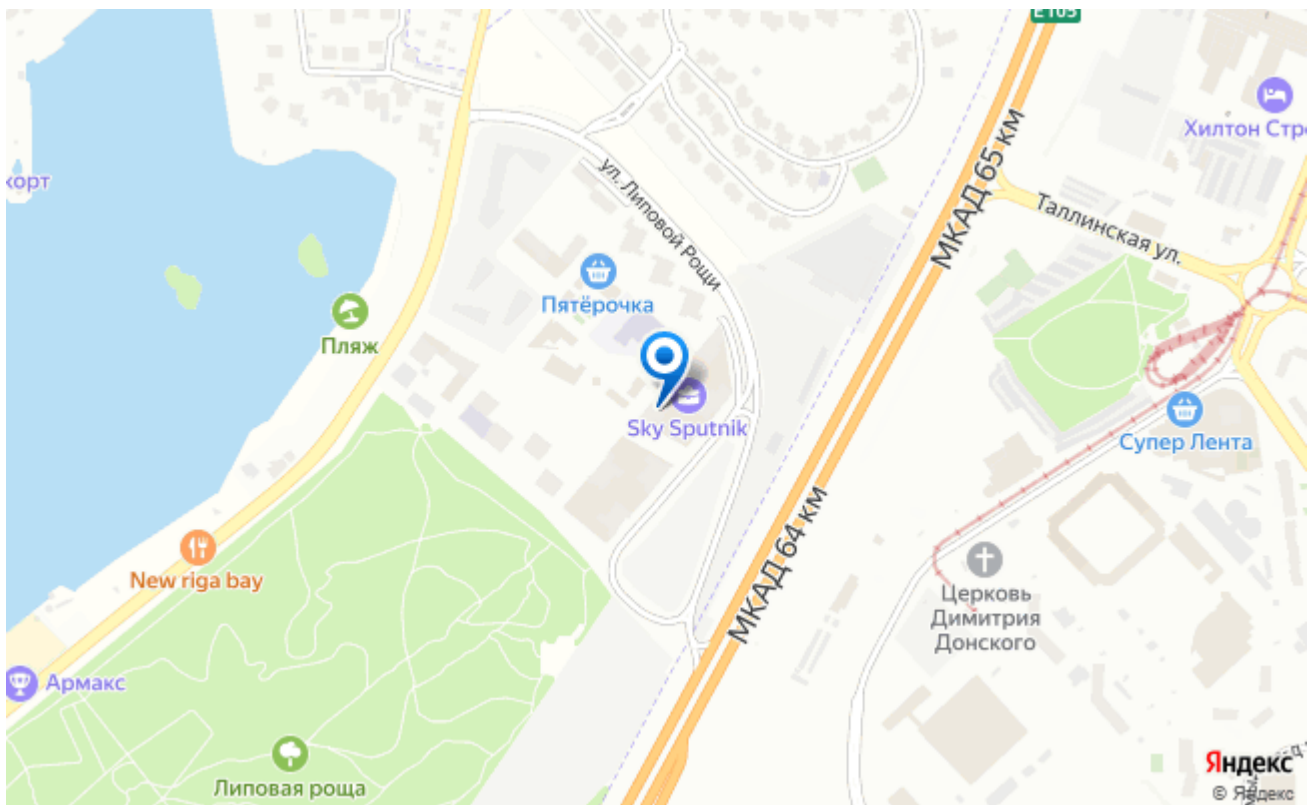 E105
Хилтон Стр
корт
МКАД 65 км
Таллинская ул.
ул. Липовой Рощи
Пятёрочка
Пляж
Sky Sputnik
Супер Лента
МКАД 64 км
New riga bay
Церковь
Димитрия
Донского
Армакс
Липовая роща
Яндекс
© Яндекс